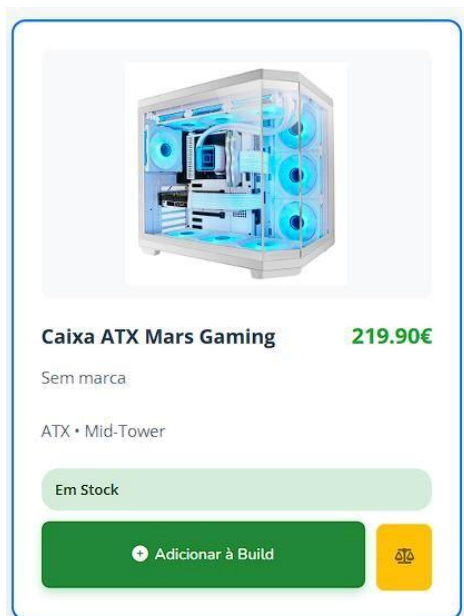 Caixa ATX Mars Gaming 219.90€
Sem marca
ATX • Mid-Tower
Em Stock
Adicionar à Build